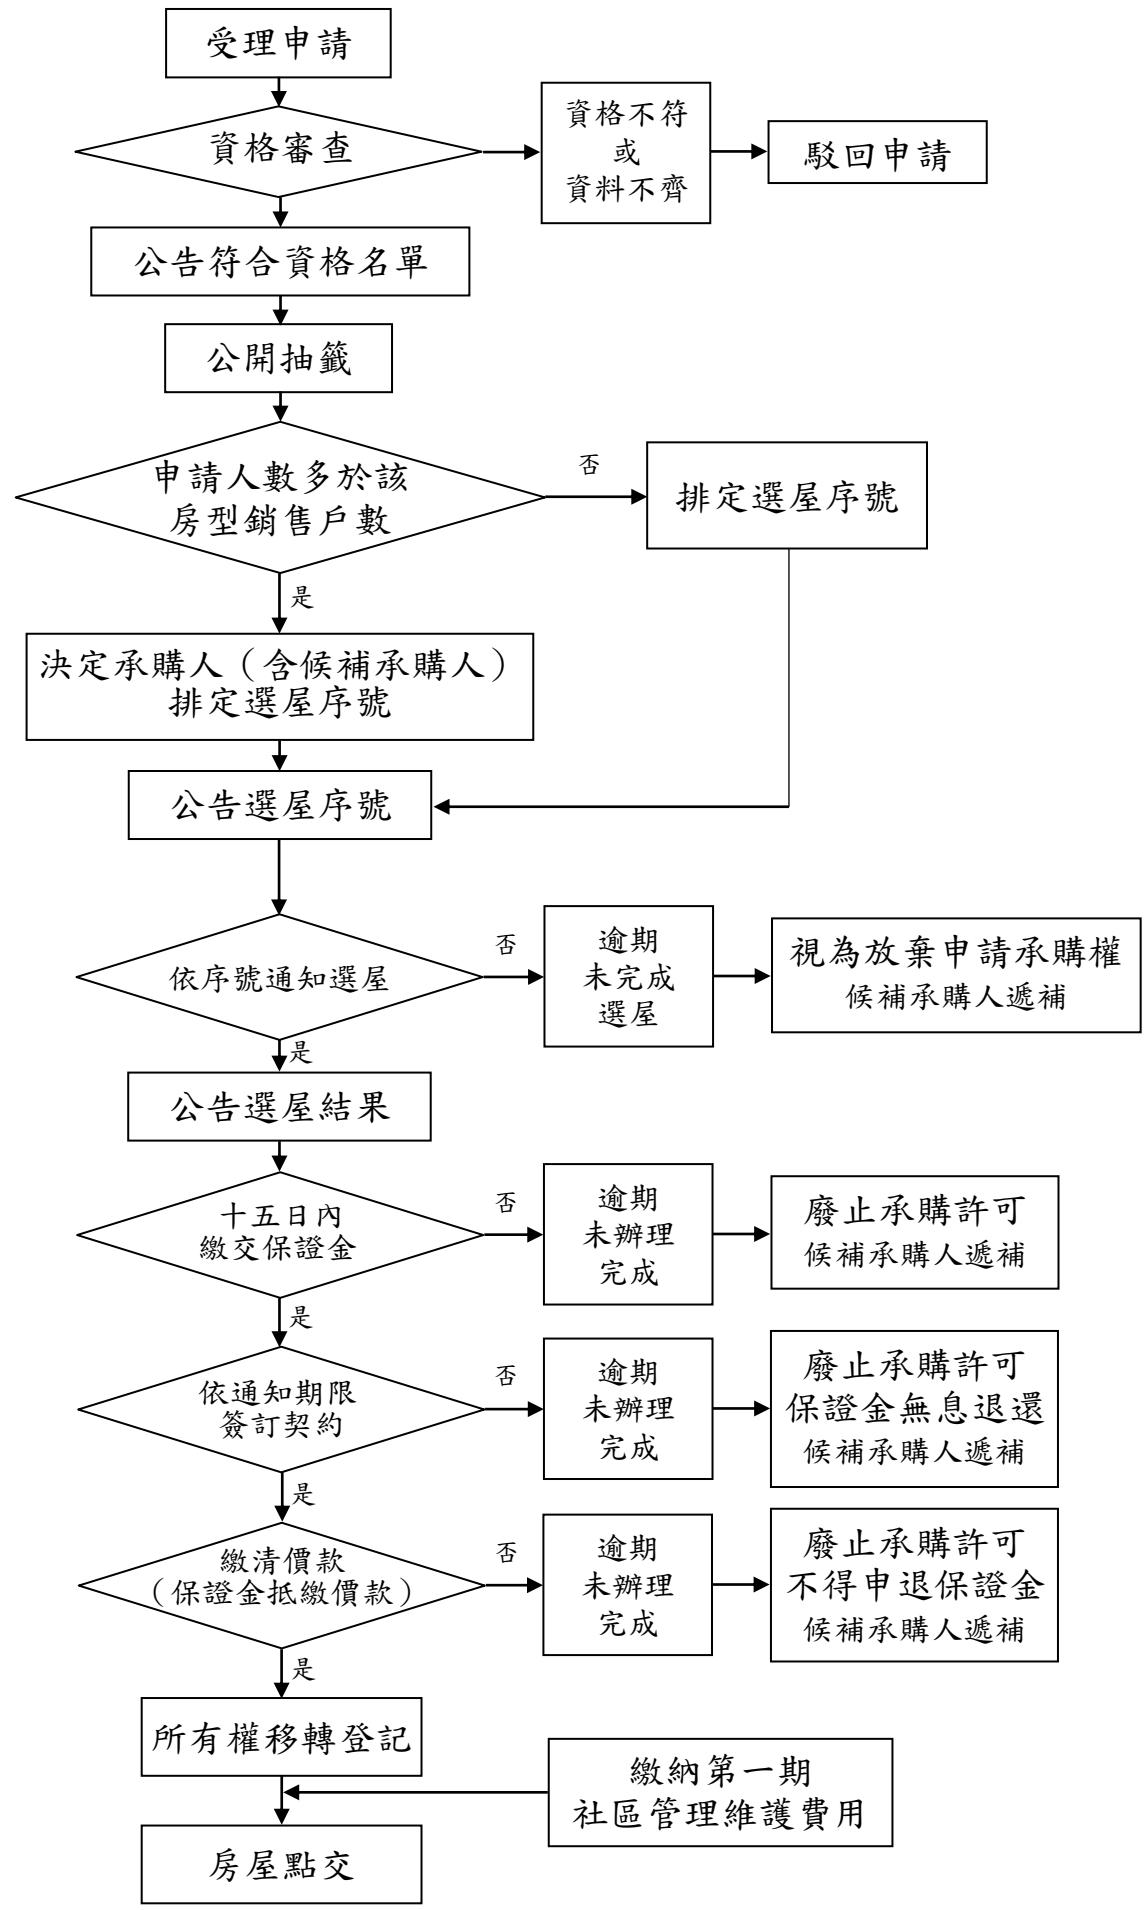 受理申請
資格審查
資格不符
或
資料不齊
駁回申請
公告符合資格名單
公開抽籤
申請人數多於該
房型銷售戶數
否
排定選屋序號
是
決定承購人（含候補承購人）
排定選屋序號
公告選屋序號
依序號通知選屋
否
逾期
未完成
選屋
視為放棄申請承購權
候補承購人遞補
是
公告選屋結果
十五日內
繳交保證金
否
逾期
未辦理
完成
廢止承購許可
候補承購人遞補
是
依通知期限
簽訂契約
否
逾期
未辦理
完成
廢止承購許可
保證金無息退還
候補承購人遞補
是
繳清價款
（保證金抵繳價款）
否
逾期
未辦理
完成
廢止承購許可
不得申退保證金
候補承購人遞補
是
所有權移轉登記
繳納第一期
社區管理維護費用
房屋點交